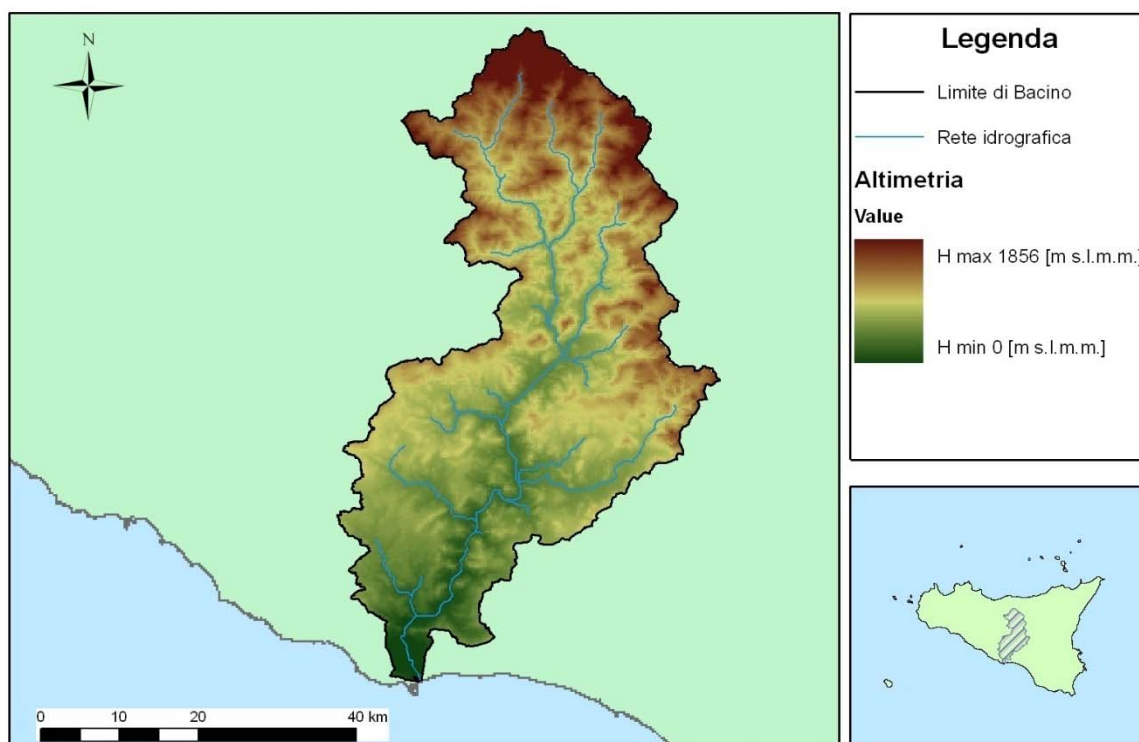 N
0 10 20 40 km
Legenda
Limite di Bacino
Rete idrografica
Altimetria
Value
H max 1856 [m s.l.m.m.]
H min 0 [m s.l.m.m.]